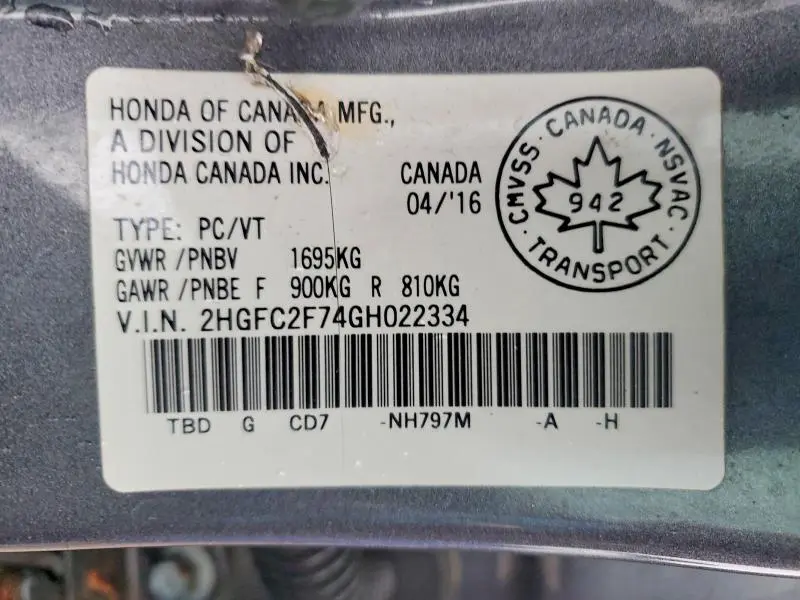 HONDA OF CANADA MFG.,
A DIVISION OF
HONDA CANADA INC.
CANADA
04/'16
TYPE: PC/VT
GVWR /PNBV 1695KG
GAWR /PNBE F 900KG R 810KG
V.I.N. 2HGFC2F74GH022334
TBD G CD7 -NH797M -A -H
CMVSS · CANADA · NSVAC ·
942
TRANSPORT